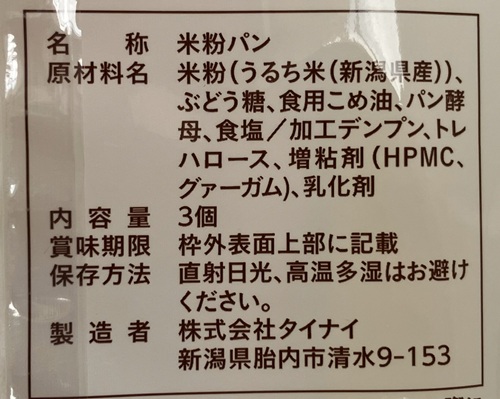 名称 米粉パン
原材料名 米粉(うるち米(新潟県産))、
ぶどう糖、食用こめ油、パン酵
母、食塩/加工デンプン、トレ
ハロース、増粘剤(HPMC、
グァーガム)、乳化剤
内容量 3個
賞味期限 枠外表面上部に記載
保存方法 直射日光、高温多湿はお避け
ください。
製造者 株式会社タイナイ
新潟県胎内市清水9-153